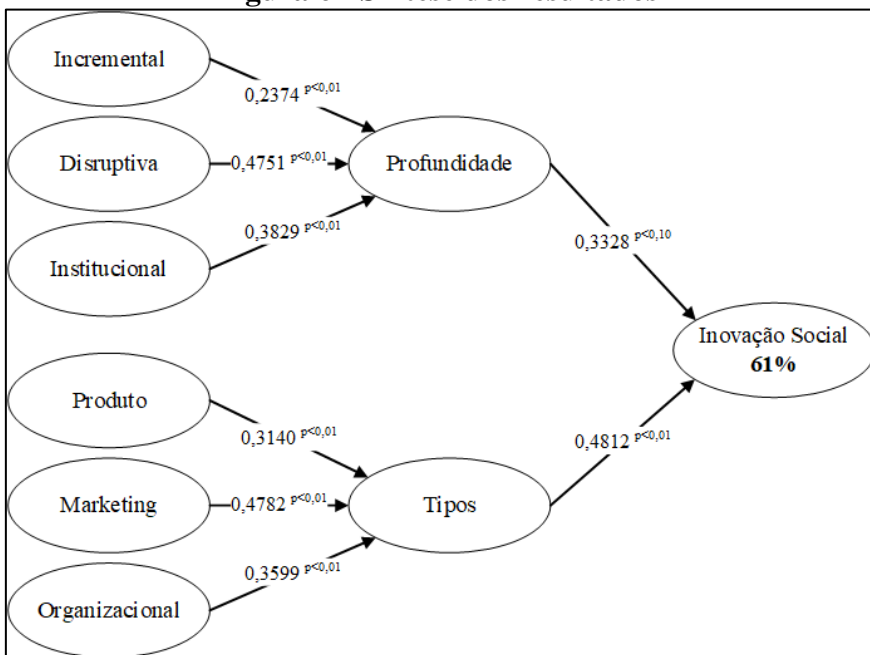 Incremental
0,2374 p<0,01
Disruptiva
0,4751 p<0,01
Profundidade
0,3829 p<0,01
Institucional
0,3328 p<0,10
Inovação Social
61%
Produto
0,3140 p<0,01
0,4812 p<0,01
Marketing
0,4782 p<0,01
Tipos
0,3599 p<0,01
Organizacional